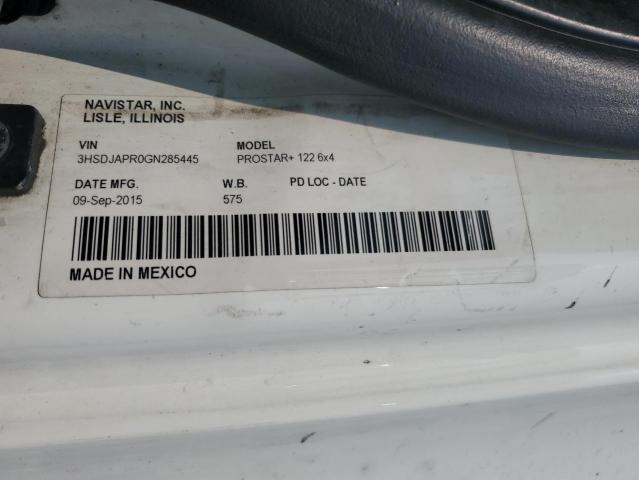 NAVISTAR, INC.
LISLE, ILLINOIS
VIN MODEL
3HSDJAPR0GN285445 PROSTAR+ 122 6x4
DATE MFG. W.B. PD LOC - DATE
09-Sep-2015 575
MADE IN MEXICO